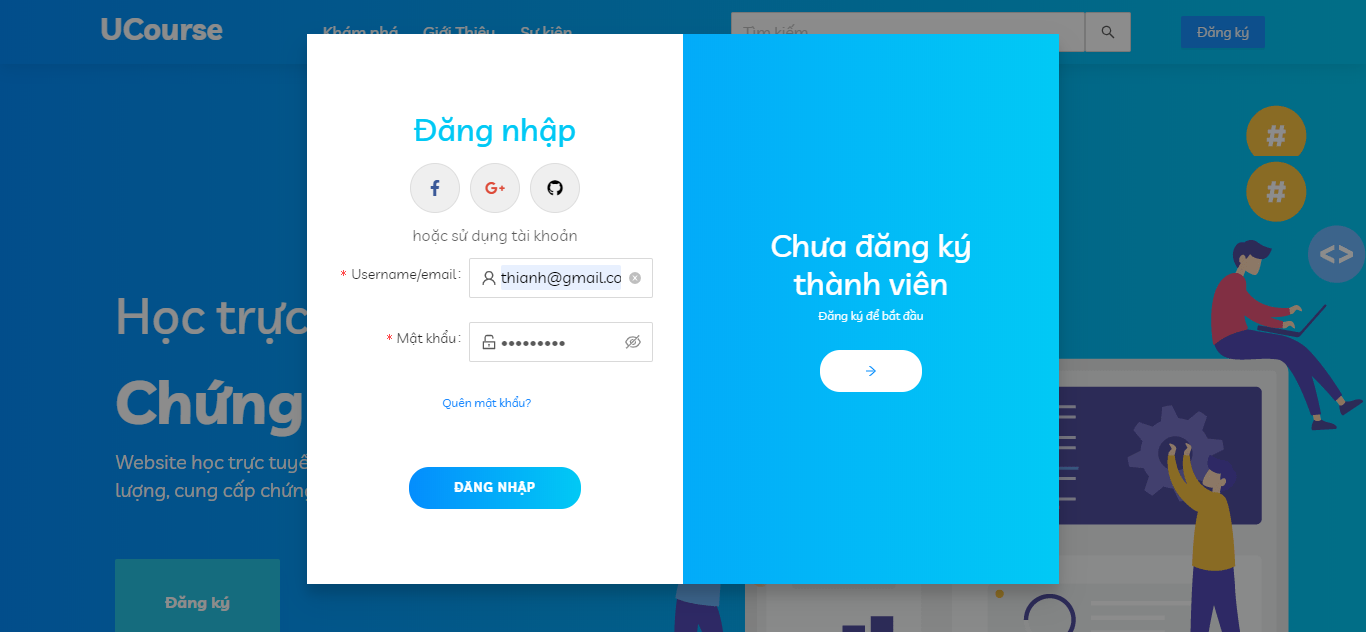 UCourse
Khám phá Giới Thiệu Sự kiện
Tìm kiếm
Đăng ký
Đăng nhập
G+
hoặc sử dụng tài khoản
* Username/email:
thianh@gmail.co
* Mật khẩu:
•••••••••
Quên mật khẩu?
ĐĂNG NHẬP
Chưa đăng ký
thành viên
Đăng ký để bắt đầu
#
#
<>
Học trực
Chứng
Website học trực tuyế
lượng, cung cấp chứn
Đăng ký